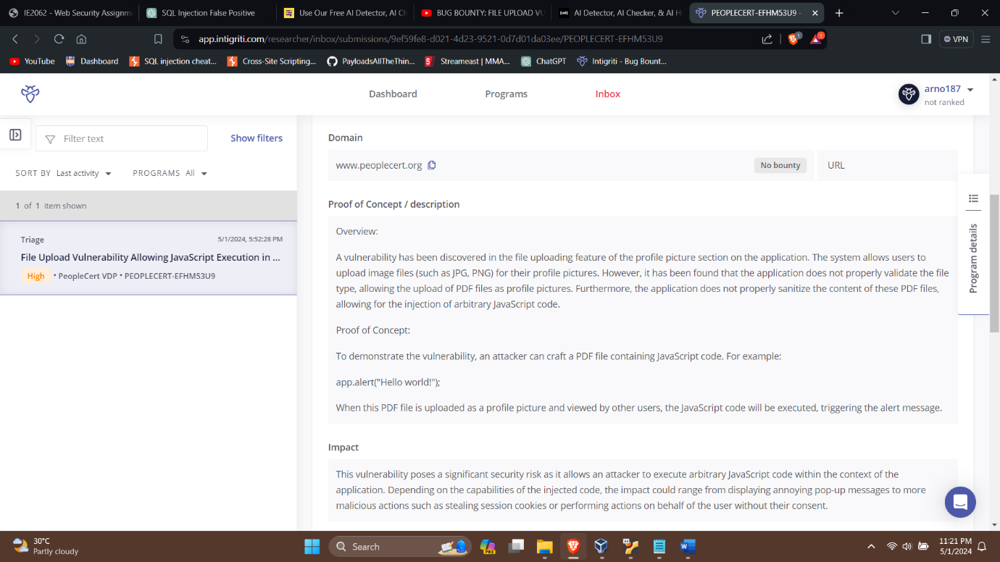 IE2062 - Web Security Assignm
SQL Injection False Positive
Use Our Free AI Detector, AI Ch
BUG BOUNTY: FILE UPLOAD VU
AI Detector, AI Checker, & AI H
PEOPLECERT-EFHM53U9 -
app.intigriti.com/researcher/inbox/submissions/9ef59fe8-d021-4d23-9521-0d7d01da03ee/PEOPLECERT-EFHM53U9
1
1
VPN
YouTube
Dashboard
SQL injection cheat...
Cross-Site Scripting...
PayloadsAllTheThin...
Streameast | MMA...
ChatGPT
Intigriti - Bug Bount...
Dashboard
Programs
Inbox
arno187
not ranked
Filter text
Show filters
SORT BY Last activity
PROGRAMS All
1 of 1 item shown
Triage
5/1/2024, 5:52:28 PM
File Upload Vulnerability Allowing JavaScript Execution in ...
High • PeopleCert VDP • PEOPLECERT-EFHM53U9
Domain
www.peoplecert.org
No bounty
URL
Proof of Concept / description
Overview:
A vulnerability has been discovered in the file uploading feature of the profile picture section on the application. The system allows users to
upload image files (such as JPG, PNG) for their profile pictures. However, it has been found that the application does not properly validate the file
type, allowing the upload of PDF files as profile pictures. Furthermore, the application does not properly sanitize the content of these PDF files,
allowing for the injection of arbitrary JavaScript code.
Proof of Concept:
To demonstrate the vulnerability, an attacker can craft a PDF file containing JavaScript code. For example:
app.alert("Hello world!");
When this PDF file is uploaded as a profile picture and viewed by other users, the JavaScript code will be executed, triggering the alert message.
Impact
This vulnerability poses a significant security risk as it allows an attacker to execute arbitrary JavaScript code within the context of the
application. Depending on the capabilities of the injected code, the impact could range from displaying annoying pop-up messages to more
malicious actions such as stealing session cookies or performing actions on behalf of the user without their consent.
Program details
30°C
Partly cloudy
Search
PRE
11:21 PM
5/1/2024